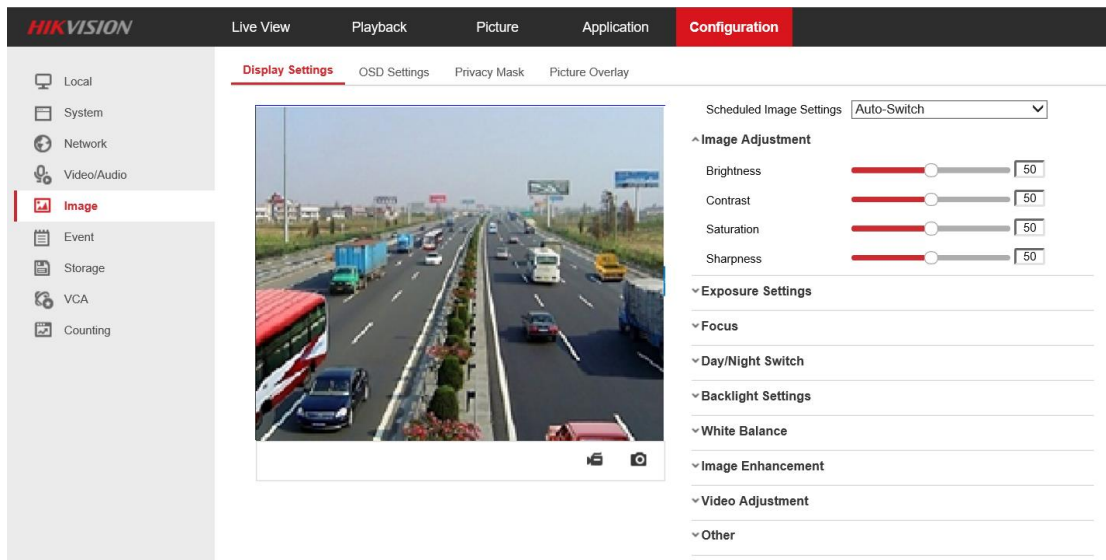 HIKVISION
Live View Playback Picture Application Configuration
Local
System
Network
Video/Audio
Image
Event
Storage
VCA
Counting
Display Settings OSD Settings Privacy Mask Picture Overlay
Scheduled Image Settings Auto-Switch
Image Adjustment
Brightness 50
Contrast 50
Saturation 50
Sharpness 50
Exposure Settings
Focus
Day/Night Switch
Backlight Settings
White Balance
Image Enhancement
Video Adjustment
Other